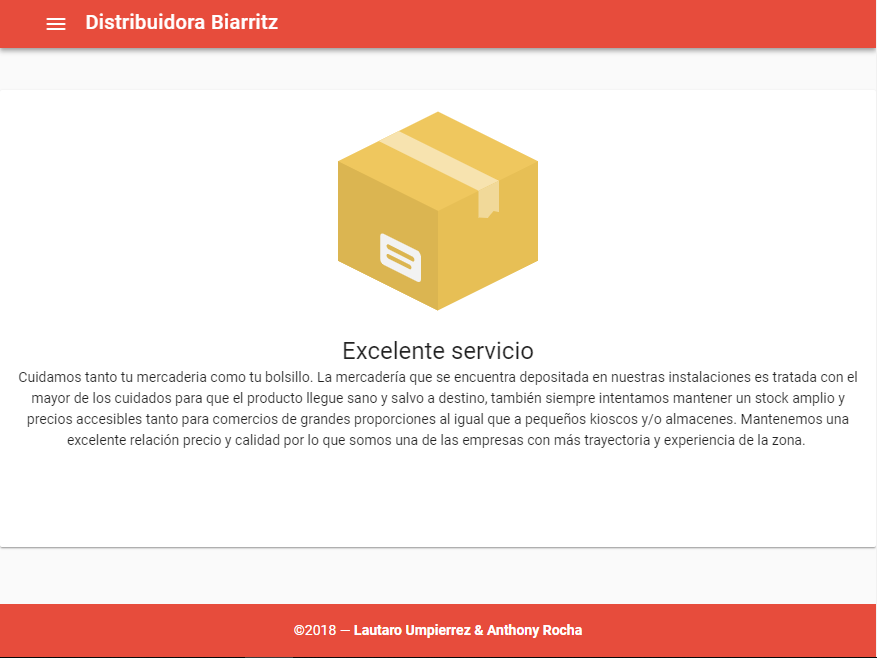 Distribuidora Biarritz
Excelente servicio
Cuidamos tanto tu mercaderia como tu bolsillo. La mercadería que se encuentra depositada en nuestras instalaciones es tratada con el
mayor de los cuidados para que el producto llegue sano y salvo a destino, también siempre intentamos mantener un stock amplio y
precios accesibles tanto para comercios de grandes proporciones al igual que a pequeños kioscos y/o almacenes. Mantenemos una
excelente relación precio y calidad por lo que somos una de las empresas con más trayectoria y experiencia de la zona.
©2018 — Lautaro Umpierrez & Anthony Rocha